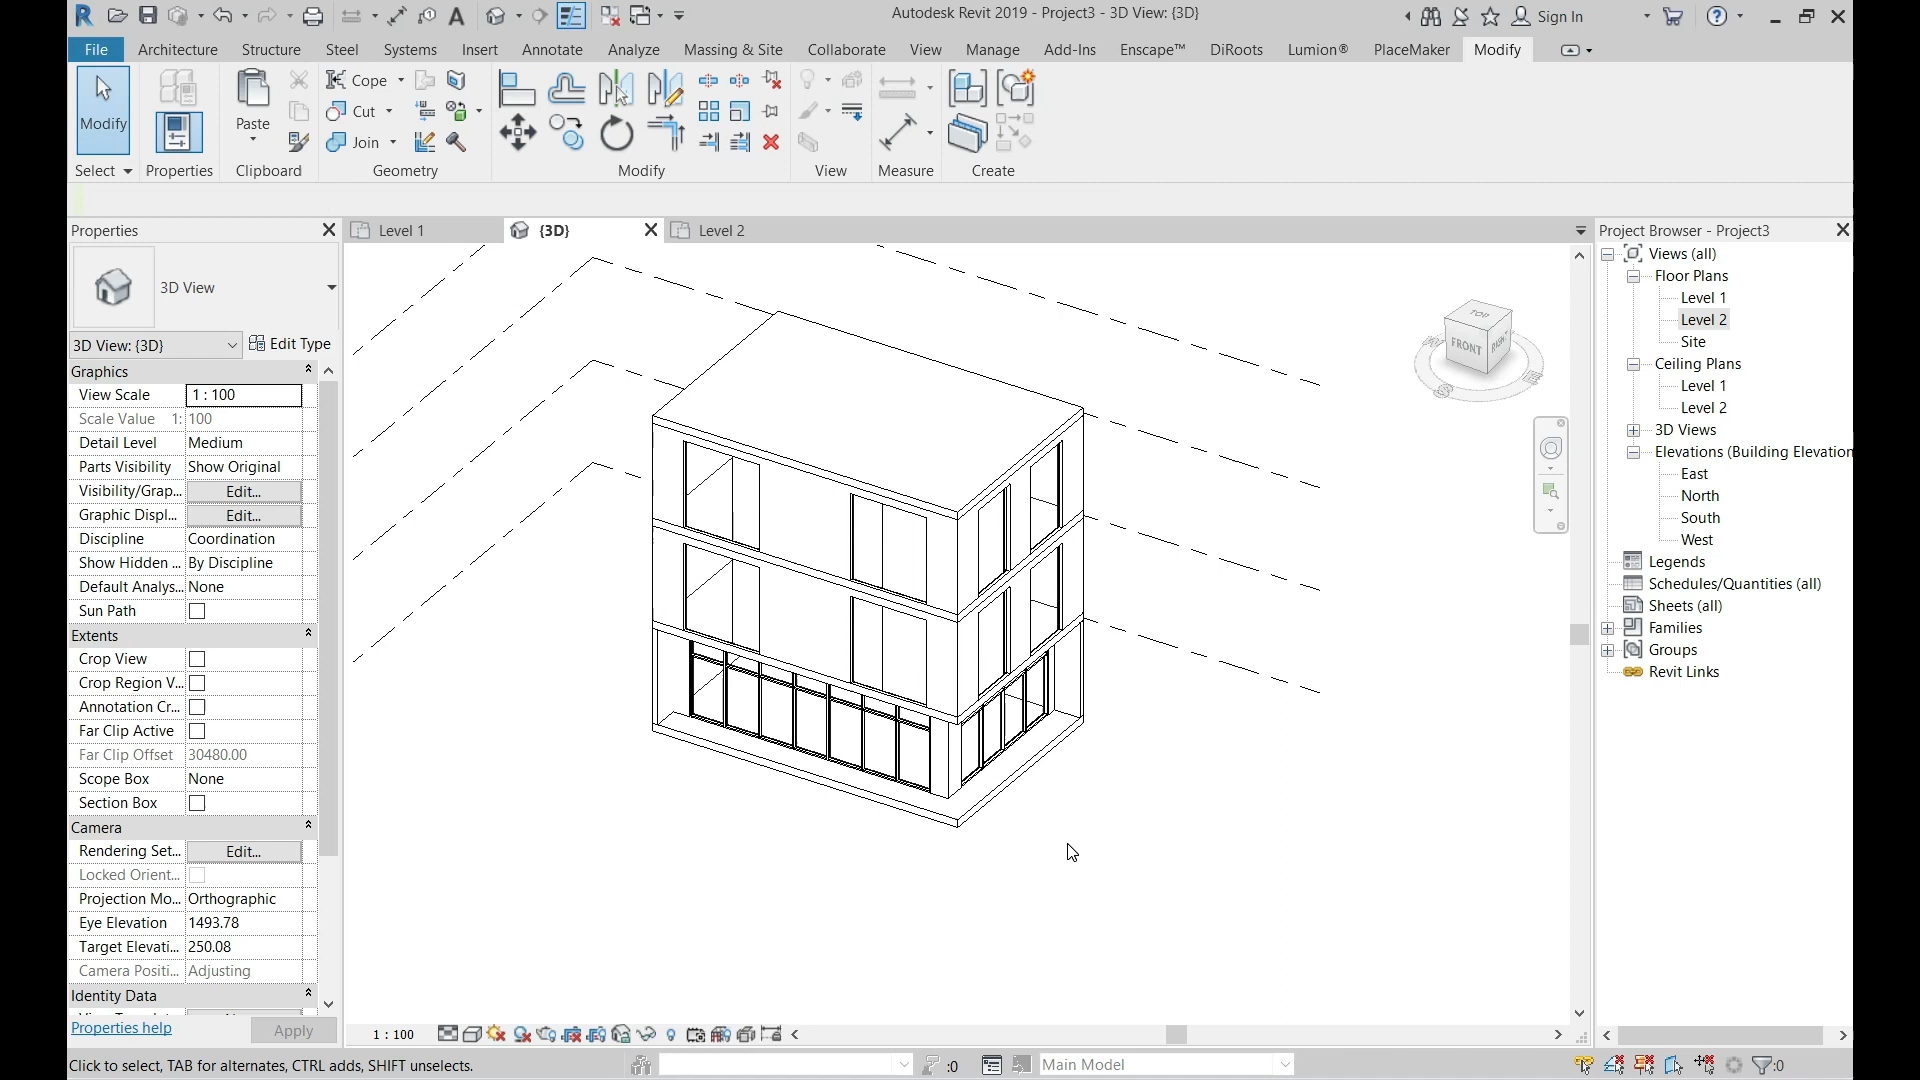 Autodesk Revit 2019 - Project3 - 3D View: {3D}
Sign In
File Architecture Structure Steel Systems Insert Annotate Analyze Massing & Site Collaborate View Manage Add-Ins Enscape™ DiRoots Lumion® PlaceMaker Modify
Modify
Paste
Cope
Cut
Join
Select Properties Clipboard Geometry Modify View Measure Create
Properties
Level 1
{3D}
Level 2
Project Browser - Project3
3D View
3D View: {3D}
Edit Type
Graphics
View Scale 1 : 100
Scale Value 1: 100
Detail Level Medium
Parts Visibility Show Original
Visibility/Grap... Edit...
Graphic Displ... Edit...
Discipline Coordination
Show Hidden ... By Discipline
Default Analys... None
Sun Path
Extents
Crop View
Crop Region V...
Annotation Cr...
Far Clip Active
Far Clip Offset 30480.00
Scope Box None
Section Box
Camera
Rendering Set... Edit...
Locked Orient...
Projection Mo... Orthographic
Eye Elevation 1493.78
Target Elevati... 250.08
Camera Positi... Adjusting
Identity Data
Properties help
Apply
TOP
FRONT
RIGHT
S
E
Views (all)
Floor Plans
Level 1
Level 2
Site
Ceiling Plans
Level 1
Level 2
3D Views
Elevations (Building Elevation
East
North
South
West
Legends
Schedules/Quantities (all)
Sheets (all)
Families
Groups
Revit Links
1 : 100
Click to select, TAB for alternates, CTRL adds, SHIFT unselects.
:0
Main Model
:0